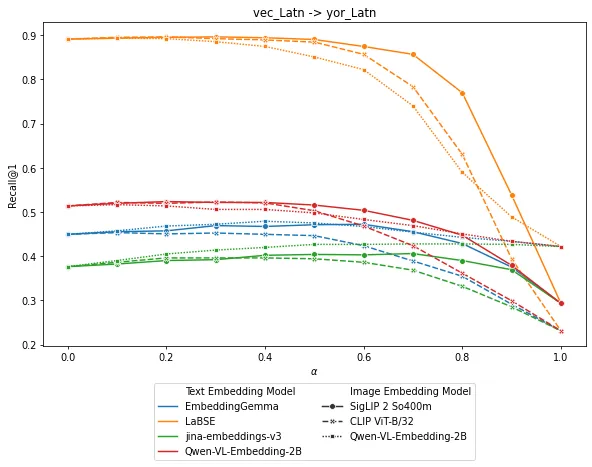 vec_Latn -> yor_Latn
Recall@1
0.9
0.8
0.7
0.6
0.5
0.4
0.3
0.2
0.0 0.2 0.4 0.6 0.8 1.0
α
Text Embedding Model Image Embedding Model
EmbeddingGemma SigLIP 2 So400m
LaBSE CLIP ViT-B/32
jina-embeddings-v3 Qwen-VL-Embedding-2B
Qwen-VL-Embedding-2B